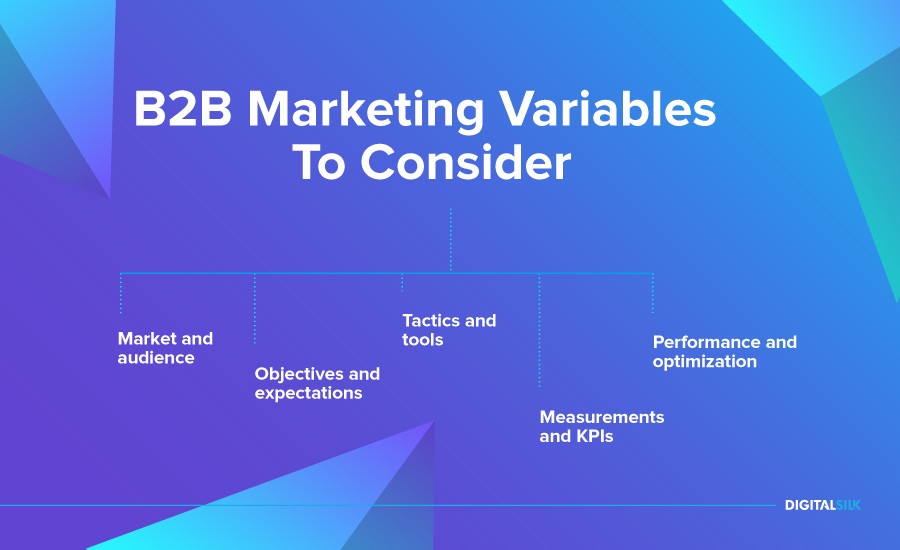 B2B Marketing Variables
To Consider
Market and
audience
Objectives and
expectations
Tactics and
tools
Measurements
and KPIs
Performance and
optimization
DIGITALSILK